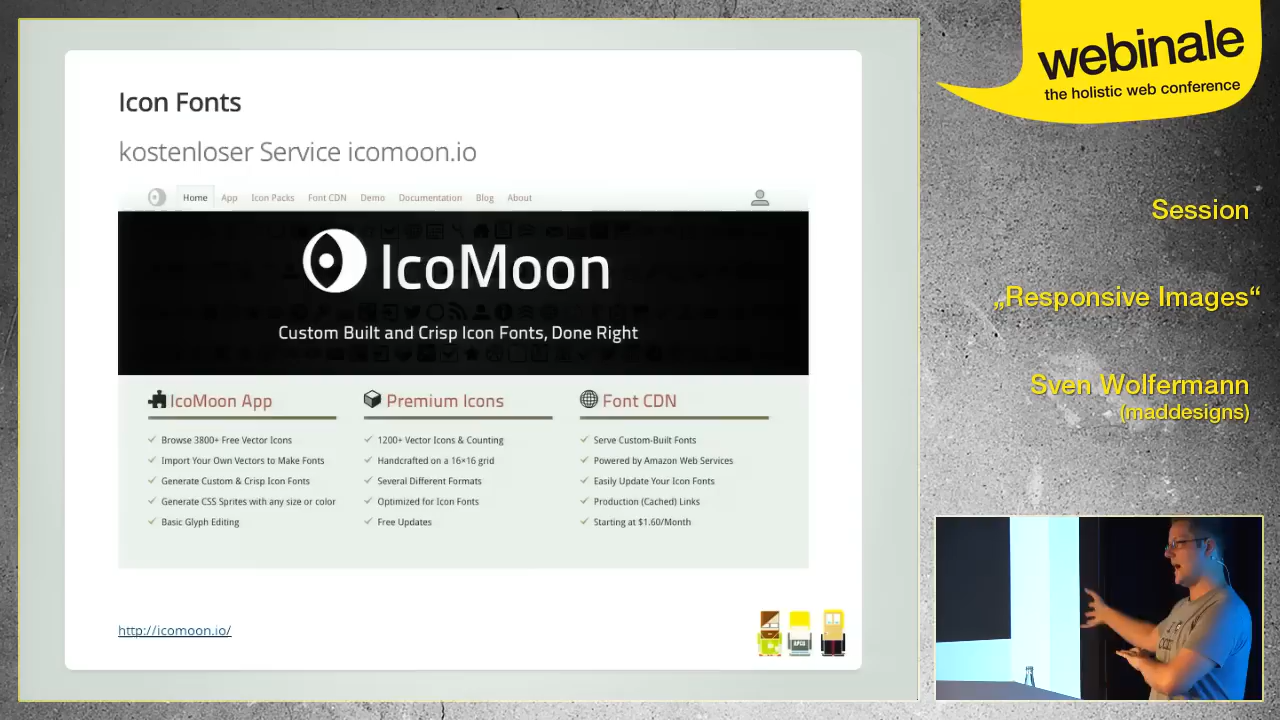 Icon Fonts
kostenloser Service icomoon.io
Home App Icon Packs Font CDN Demo Documentation Blog About
IcoMoon
Custom Built and Crisp Icon Fonts, Done Right
IcoMoon App
Browse 3800+ Free Vector Icons
Import Your Own Vectors to Make Fonts
Generate Custom & Crisp Icon Fonts
Generate CSS Sprites with any size or color
Basic Glyph Editing
Premium Icons
1200+ Vector Icons & Counting
Handcrafted on a 16×16 grid
Several Different Formats
Optimized for Icon Fonts
Free Updates
Font CDN
Serve Custom-Built Fonts
Powered by Amazon Web Services
Easily Update Your Icon Fonts
Production (Cached) Links
Starting at $1.60/Month
http://icomoon.io/
webinale
the holistic web conference
Session
„Responsive Images“
Sven Wolfermann
(maddesigns)